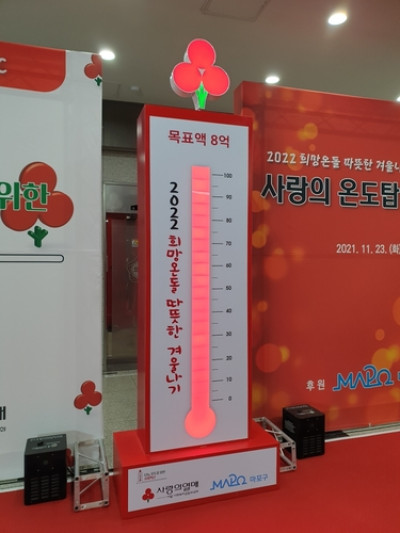 C
위한
목표액 8억
2022 희망온돌 따뜻한 겨울나기
100
90
80
70
60
50
40
30
20
10
0
사랑의열매
MAPO 마포구
2022 희망온돌 따뜻한 겨울나
사랑의 온도탑
2021. 11. 23. (화)
후원 MAPO